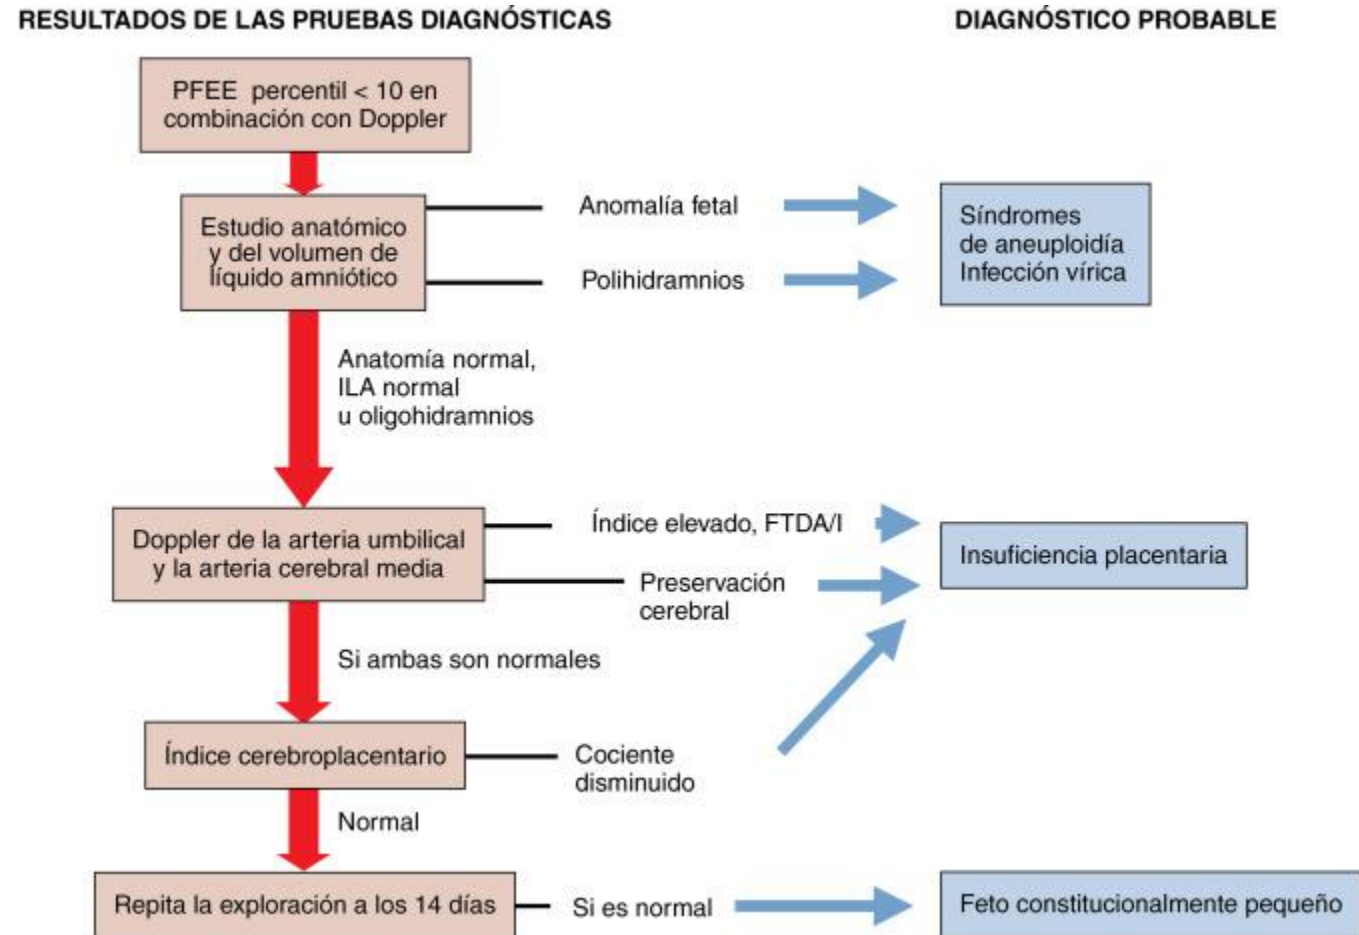 RESULTADOS DE LAS PRUEBAS DIAGNÓSTICAS
DIAGNÓSTICO PROBABLE
PFEE percentil < 10 en
combinación con Doppler
Estudio anatómico
y del volumen de
líquido amniótico
Anomalía fetal
Polihidramnios
Síndromes
de aneuploidía
Infección vírica
Anatomía normal,
ILA normal
u oligohidramnios
Doppler de la arteria umbilical
y la arteria cerebral media
Índice elevado, FTDA/I
Preservación
cerebral
Insuficiencia placentaria
Si ambas son normales
Índice cerebroplacentario
Cociente
disminuido
Normal
Repita la exploración a los 14 días
Si es normal
Feto constitucionalmente pequeño